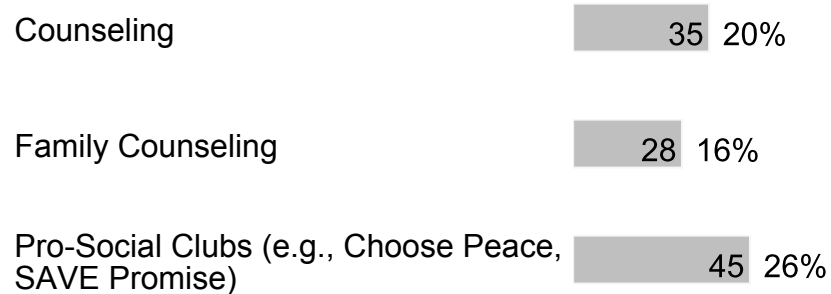 Counseling 35 20%
Family Counseling 28 16%
Pro-Social Clubs (e.g., Choose Peace,
SAVE Promise) 45 26%